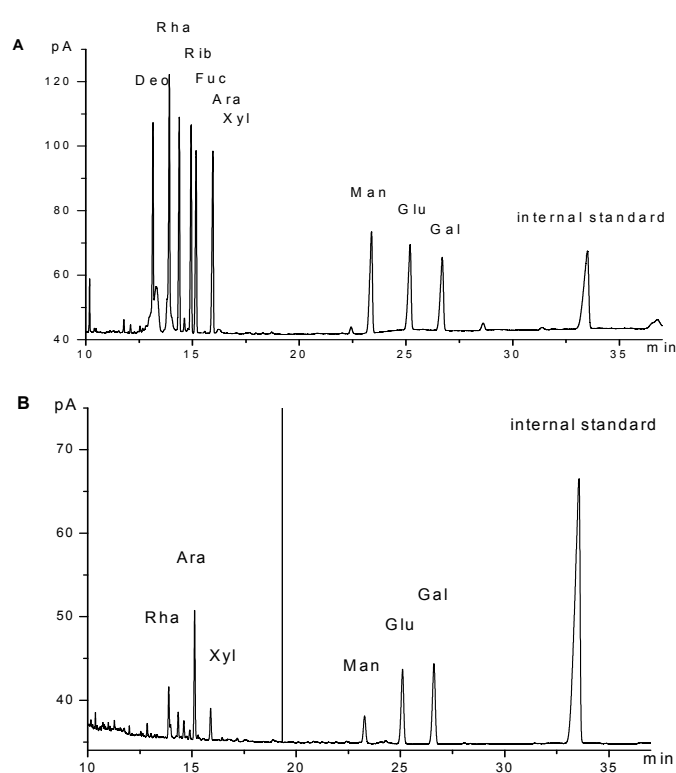 Rha
A
pA
Rib
120
Deo
Fuc
Ara
Xyl
100
80
Man
Glu
Gal
internal standard
60
40
10
15
20
25
30
35
min
B
pA
internal standard
70
60
Ara
Gal
50
Rha
Glu
Xyl
Man
40
10
15
20
25
30
35
min